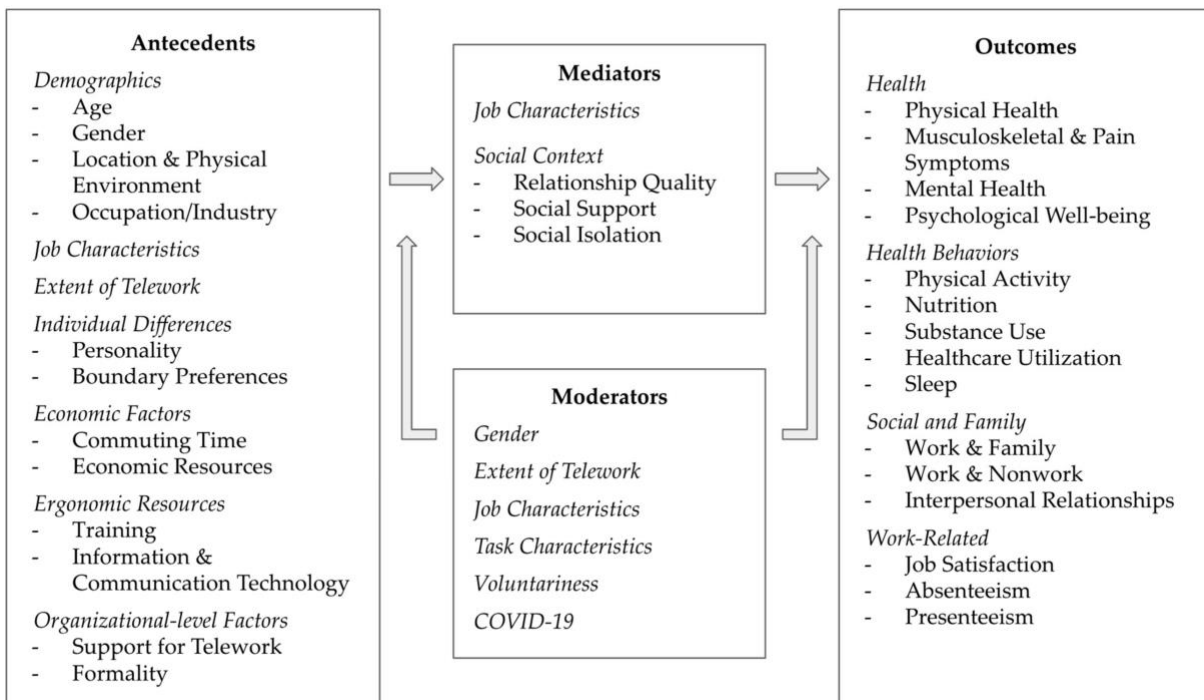 Antecedents
Demographics
- Age
- Gender
- Location & Physical
Environment
- Occupation/Industry
Job Characteristics
Extent of Telework
Individual Differences
- Personality
- Boundary Preferences
Economic Factors
- Commuting Time
- Economic Resources
Ergonomic Resources
- Training
- Information &
Communication Technology
Organizational-level Factors
- Support for Telework
- Formality
Mediators
Job Characteristics
Social Context
- Relationship Quality
- Social Support
- Social Isolation
Moderators
Gender
Extent of Telework
Job Characteristics
Task Characteristics
Voluntariness
COVID-19
Outcomes
Health
- Physical Health
- Musculoskeletal & Pain
Symptoms
- Mental Health
- Psychological Well-being
Health Behaviors
- Physical Activity
- Nutrition
- Substance Use
- Healthcare Utilization
- Sleep
Social and Family
- Work & Family
- Work & Nonwork
- Interpersonal Relationships
Work-Related
- Job Satisfaction
- Absenteeism
- Presenteeism